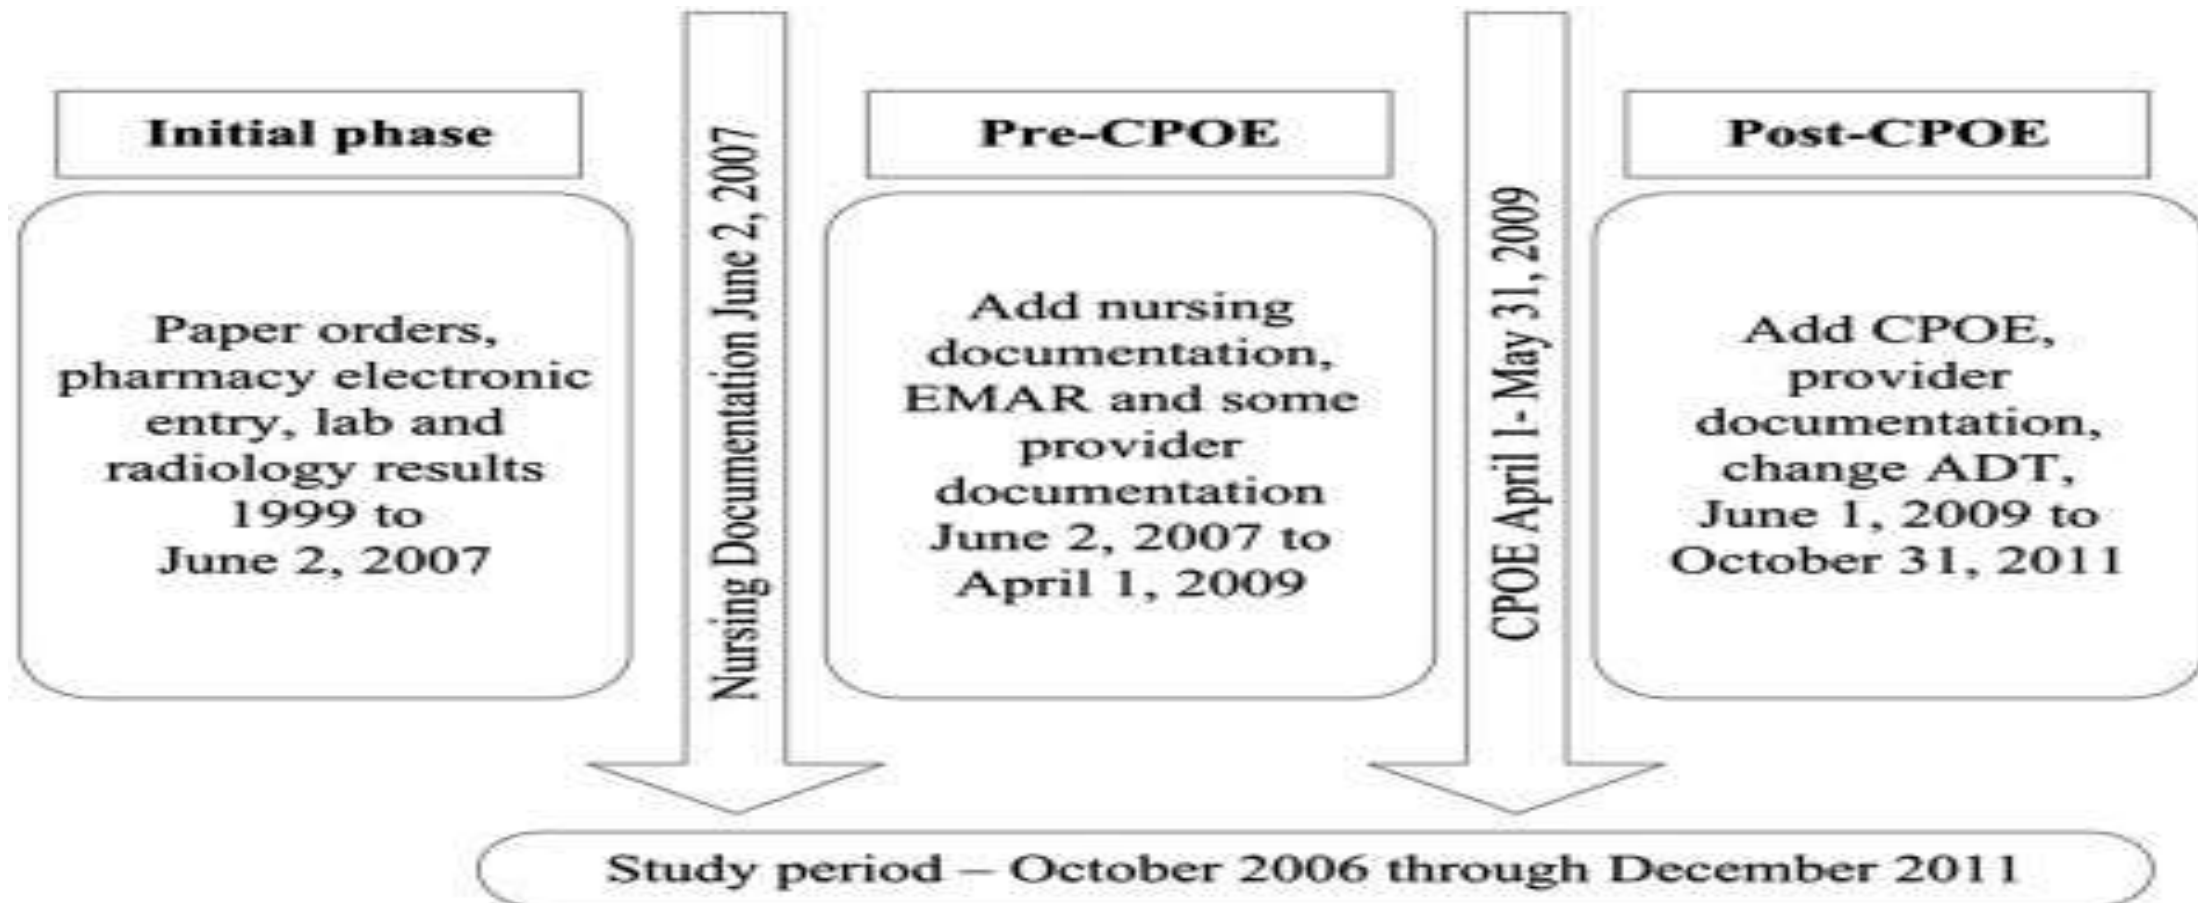 Initial phase
Paper orders,
pharmacy electronic
entry, lab and
radiology results
1999 to
June 2, 2007
Nursing Documentation June 2, 2007
Pre-CPOE
Add nursing
documentation,
EMAR and some
provider
documentation
June 2, 2007 to
April 1, 2009
CPOE April 1- May 31, 2009
Post-CPOE
Add CPOE,
provider
documentation,
change ADT,
June 1, 2009 to
October 31, 2011
Study period – October 2006 through December 2011